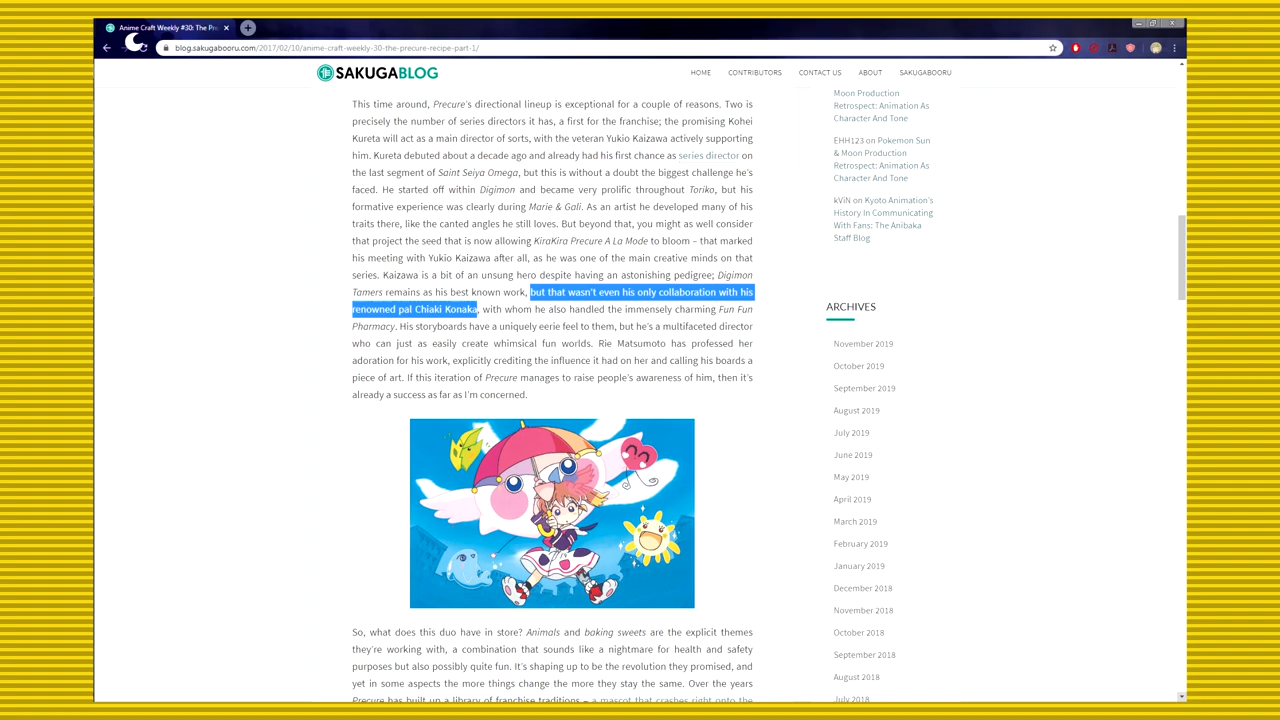 Anime Craft Weekly #30: The Pre
blog.sakugabooru.com/2017/02/10/anime-craft-weekly-30-the-precure-recipe-part-1/
SAKUGABLOG
HOME CONTRIBUTORS CONTACT US ABOUT SAKUGABOORU
This time around, Precure's directional lineup is exceptional for a couple of reasons. Two is
precisely the number of series directors it has, a first for the franchise; the promising Kohei
Kureta will act as a main director of sorts, with the veteran Yukio Kaizawa actively supporting
him. Kureta debuted about a decade ago and already had his first chance as series director on
the last segment of Saint Seiya Omega, but this is without a doubt the biggest challenge he's
faced. He started off within Digimon and became very prolific throughout Toriko, but his
formative experience was clearly during Marie & Gali. As an artist he developed many of his
traits there, like the canted angles he still loves. But beyond that, you might as well consider
that project the seed that is now allowing KiraKira Precure A La Mode to bloom – that marked
his meeting with Yukio Kaizawa after all, as he was one of the main creative minds on that
series. Kaizawa is a bit of an unsung hero despite having an astonishing pedigree; Digimon
Tamers remains as his best known work, but that wasn't even his only collaboration with his
renowned pal Chiaki Konaka, with whom he also handled the immensely charming Fun Fun
Pharmacy. His storyboards have a uniquely eerie feel to them, but he's a multifaceted director
who can just as easily create whimsical fun worlds. Rie Matsumoto has professed her
adoration for his work, explicitly crediting the influence it had on her and calling his boards a
piece of art. If this iteration of Precure manages to raise people's awareness of him, then it's
already a success as far as I'm concerned.
So, what does this duo have in store? Animals and baking sweets are the explicit themes
they're working with, a combination that sounds like a nightmare for health and safety
purposes but also possibly quite fun. It's shaping up to be the revolution they promised, and
yet in some aspects the more things change the more they stay the same. Over the years
Precure has built up a library of franchise traditions – a mascot that crashes right onto the
Moon Production
Retrospect: Animation As
Character And Tone
EHH123 on Pokemon Sun
& Moon Production
Retrospect: Animation As
Character And Tone
kViN on Kyoto Animation's
History In Communicating
With Fans: The Anibaka
Staff Blog
ARCHIVES
November 2019
October 2019
September 2019
August 2019
July 2019
June 2019
May 2019
April 2019
March 2019
February 2019
January 2019
December 2018
November 2018
October 2018
September 2018
August 2018
July 2018